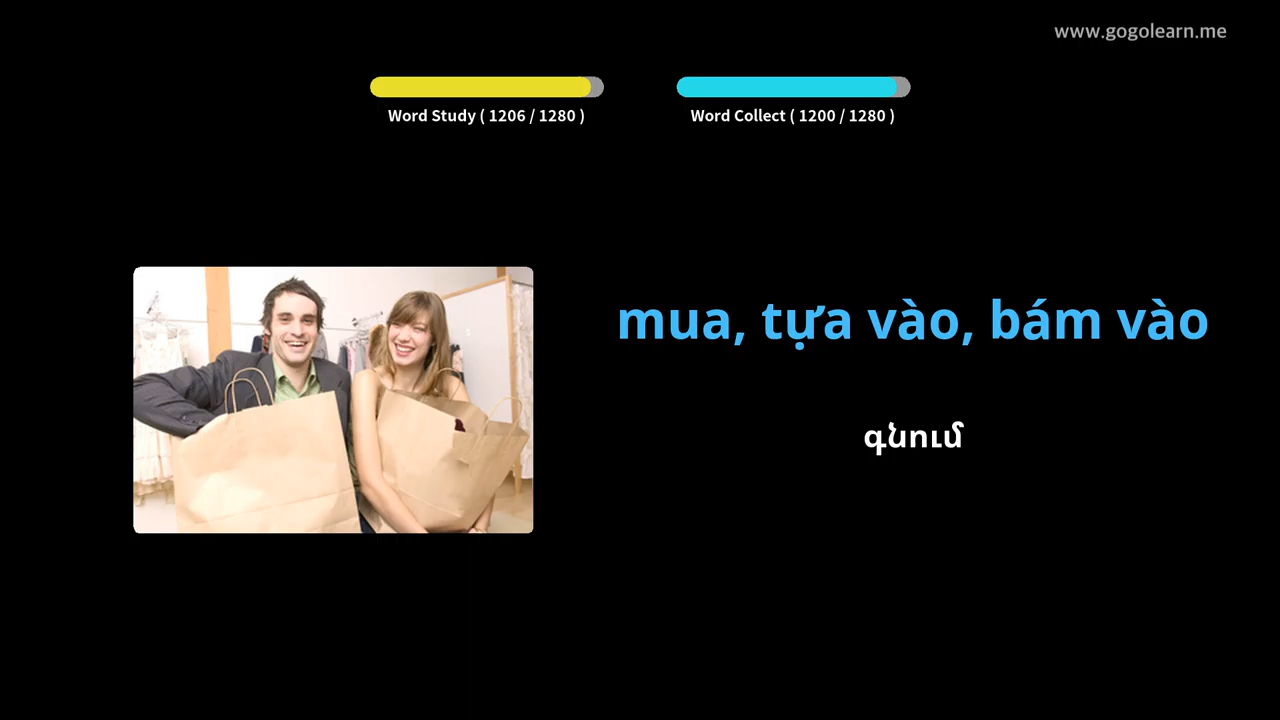 www.gogolearn.me
Word Study ( 1206 / 1280 )
Word Collect ( 1200 / 1280 )
mua, tựa vào, bám vào
գնում